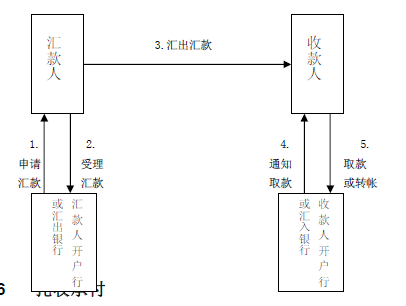 汇款人
收款人
3.汇出汇款
1.
申请
汇款
2.
受理
汇款
4.
通知
取款
5.
取款
或转帐
汇款人开户行
或汇出银行
收款人开户行
或汇入银行
6